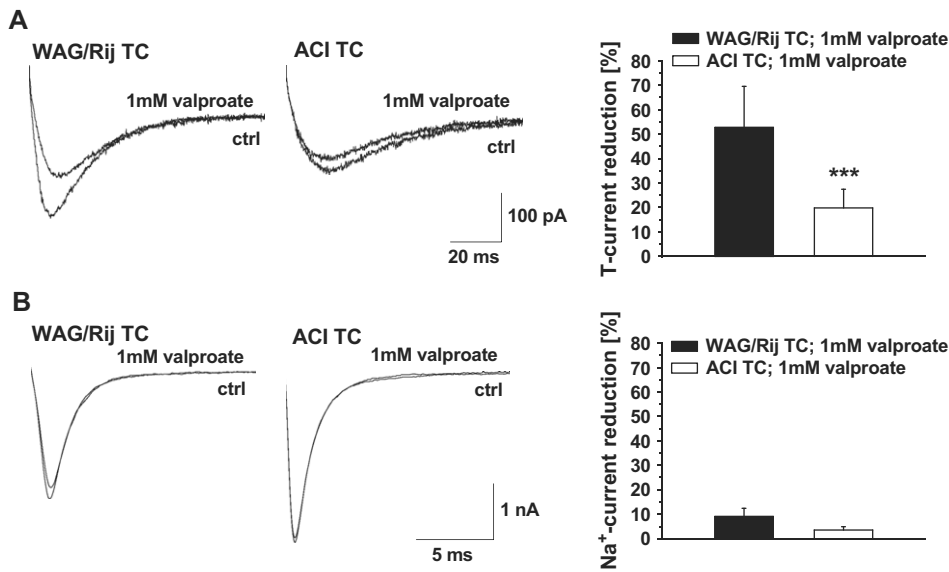 A
WAG/Rij TC
1mM valproate
ctrl
ACI TC
1mM valproate
ctrl
100 pA
20 ms
WAG/Rij TC; 1mM valproate
ACI TC; 1mM valproate
T-current reduction [%]
80
70
60
50
40
30
20
10
0
***
B
WAG/Rij TC
1mM valproate
ctrl
ACI TC
1mM valproate
ctrl
1 nA
5 ms
WAG/Rij TC; 1mM valproate
ACI TC; 1mM valproate
Na⁺-current reduction [%]
80
70
60
50
40
30
20
10
0